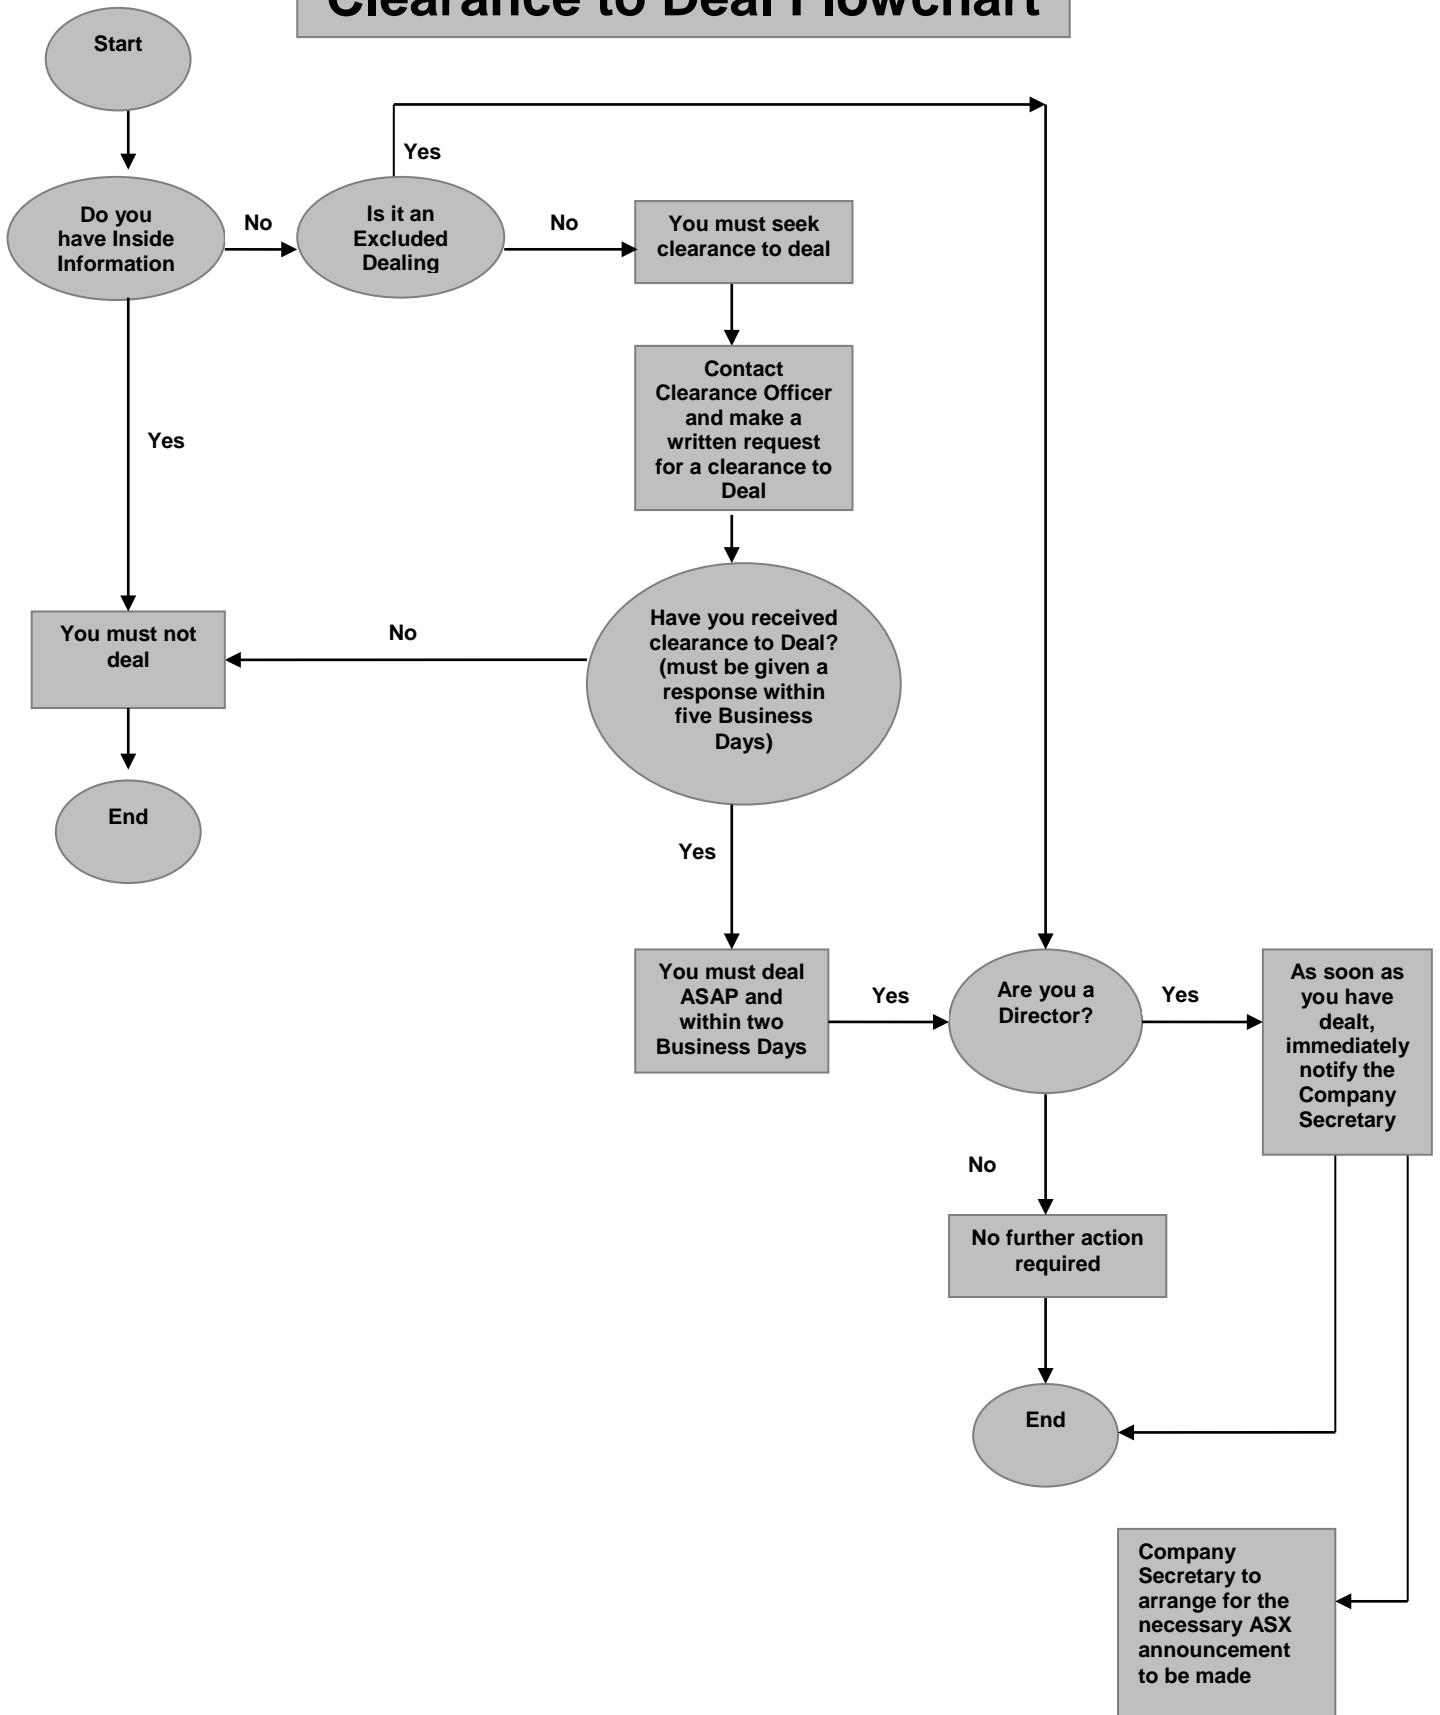 Clearance to Deal Flowchart
Start
Yes
Do you
have Inside
Information
No
Is it an
Excluded
Dealing
No
You must seek
clearance to deal
Contact
Clearance Officer
and make a
written request
for a clearance to
Deal
Yes
Have you received
clearance to Deal?
(must be given a
response within
five Business
Days)
No
You must not
deal
End
Yes
You must deal
ASAP and
within two
Business Days
Yes
Are you a
Director?
Yes
As soon as
you have
dealt,
immediately
notify the
Company
Secretary
No
No further action
required
End
Company
Secretary to
arrange for the
necessary ASX
announcement
to be made